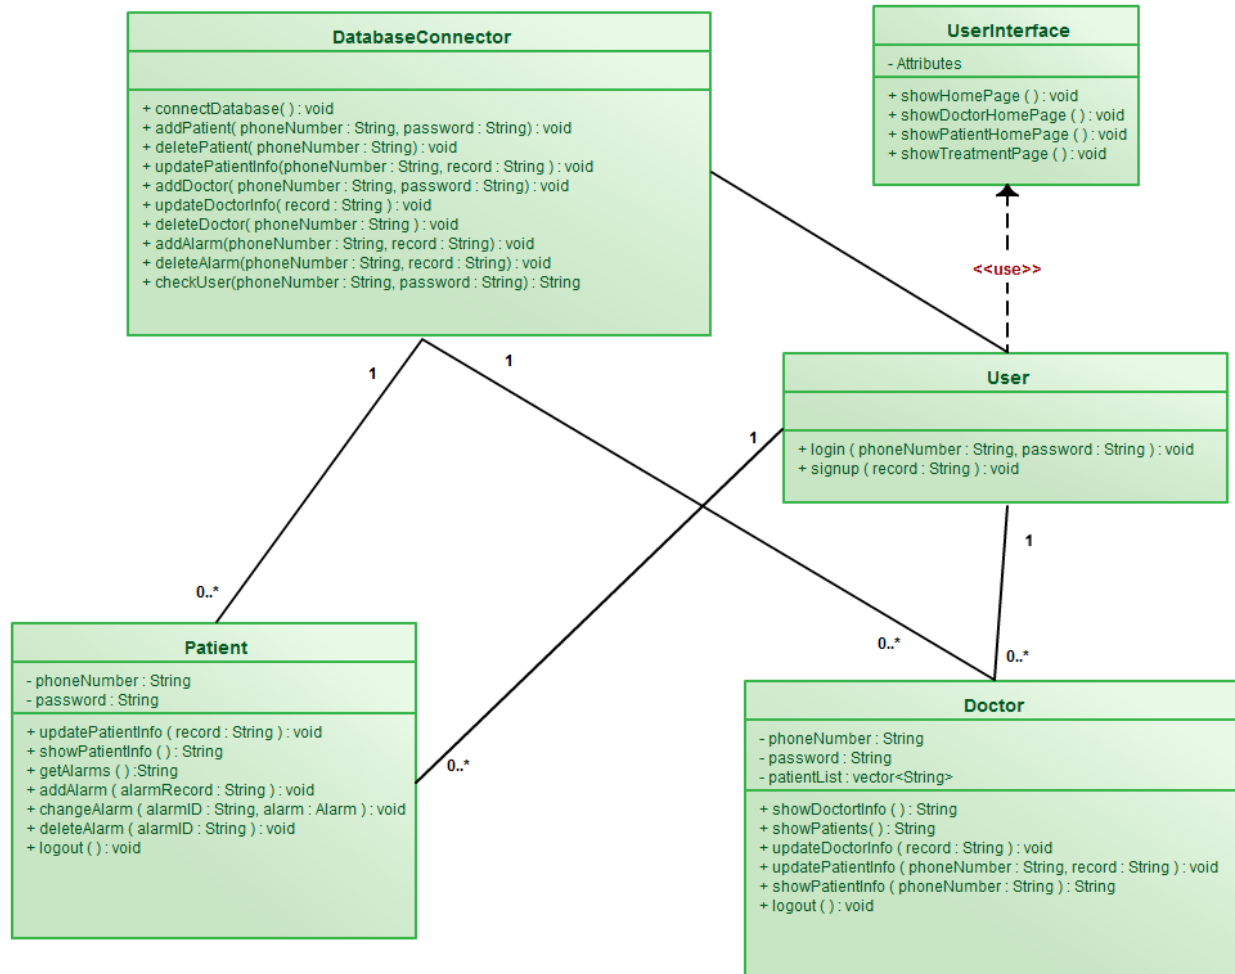 DatabaseConnector
+ connectDatabase( ) : void
+ addPatient( phoneNumber : String, password : String) : void
+ deletePatient( phoneNumber : String) : void
+ updatePatientInfo(phoneNumber : String, record : String ) : void
+ addDoctor( phoneNumber : String, password : String) : void
+ updateDoctorInfo( record : String ) : void
+ deleteDoctor( phoneNumber : String ) : void
+ addAlarm(phoneNumber : String, record : String) : void
+ deleteAlarm(phoneNumber : String, record : String) : void
+ checkUser(phoneNumber : String, password : String) : String
UserInterface
- Attributes
+ showHomePage ( ) : void
+ showDoctorHomePage ( ) : void
+ showPatientHomePage ( ) : void
+ showTreatmentPage ( ) : void
<<use>>
1
1
User
+ login ( phoneNumber : String, password : String ) : void
+ signup ( record : String ) : void
1
1
0..*
0..*
0..*
0..*
Patient
- phoneNumber : String
- password : String
+ updatePatientInfo ( record : String ) : void
+ showPatientInfo ( ) : String
+ getAlarms ( ) :String
+ addAlarm ( alarmRecord : String ) : void
+ changeAlarm ( alarmID : String, alarm : Alarm ) : void
+ deleteAlarm ( alarmID : String ) : void
+ logout ( ) : void
Doctor
- phoneNumber : String
- password : String
- patientList : vector<String>
+ showDoctortInfo ( ) : String
+ showPatients( ) : String
+ updateDoctorInfo ( record : String ) : void
+ updatePatientInfo ( phoneNumber : String, record : String ) : void
+ showPatientInfo ( phoneNumber : String ) : String
+ logout ( ) : void